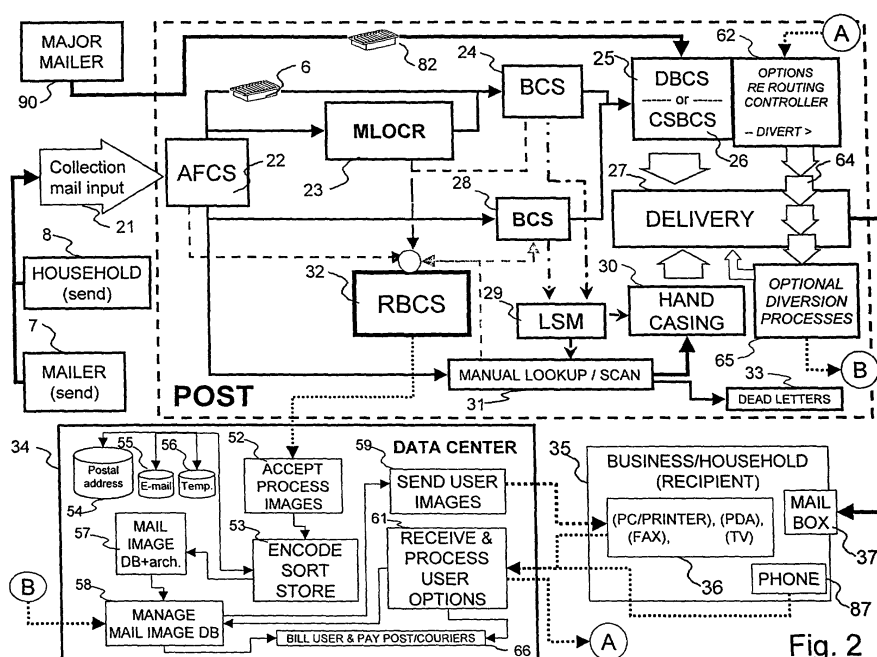 MAJOR
MAILER
90
82
6
24
BCS
25
DBCS
or
CSBCS
26
62
A
OPTIONS
RE ROUTING
CONTROLLER
-- DIVERT >
64
Collection
mail input
21
AFCS
22
MLOCR
23
28
BCS
27
DELIVERY
8
HOUSEHOLD
(send)
7
MAILER
(send)
32
RBCS
29
LSM
30
HAND
CASING
OPTIONAL
DIVERSION
PROCESSES
65
B
POST
MANUAL LOOKUP / SCAN
31
33
DEAD LETTERS
34
DATA CENTER
Postal
address
54
55
E-mail
56
Temp.
52
ACCEPT
PROCESS
IMAGES
59
SEND USER
IMAGES
57
MAIL
IMAGE
DB+arch.
53
ENCODE
SORT
STORE
61
RECEIVE &
PROCESS
USER
OPTIONS
B
58
MANAGE
MAIL IMAGE DB
BILL USER & PAY POST/COURIERS
66
35
BUSINESS/HOUSEHOLD
(RECIPIENT)
(PC/PRINTER), (PDA),
(FAX), (TV)
36
MAIL
BOX
37
PHONE
87
A
Fig. 2